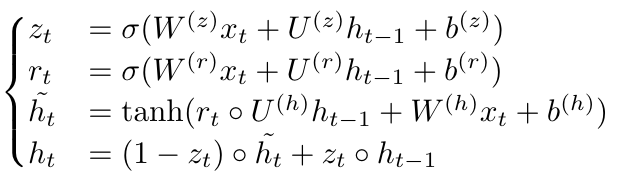 z_t = σ(W^{(z)}x_t + U^{(z)}h_{t−1} + b^{(z)})
r_t = σ(W^{(r)}x_t + U^{(r)}h_{t−1} + b^{(r)})
h̃_t = tanh(r_t ∘ U^{(h)}h_{t−1} + W^{(h)}x_t + b^{(h)})
h_t = (1 − z_t) ∘ h̃_t + z_t ∘ h_{t−1}